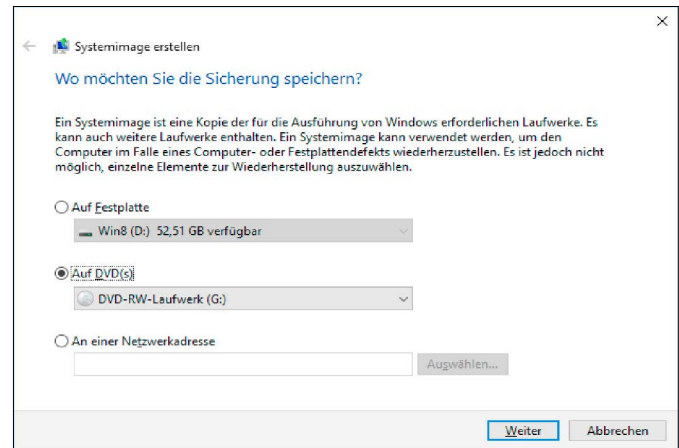 Systemimage erstellen
Wo möchten Sie die Sicherung speichern?
Ein Systemimage ist eine Kopie der für die Ausführung von Windows erforderlichen Laufwerke. Es
kann auch weitere Laufwerke enthalten. Ein Systemimage kann verwendet werden, um den
Computer im Falle eines Computer- oder Festplattendefekts wiederherzustellen. Es ist jedoch nicht
möglich, einzelne Elemente zur Wiederherstellung auszuwählen.
Auf Festplatte
Win8 (D:) 52,51 GB verfügbar
Auf DVD(s)
DVD-RW-Laufwerk (G:)
An einer Netzwerkadresse
Auswählen...
Weiter Abbrechen